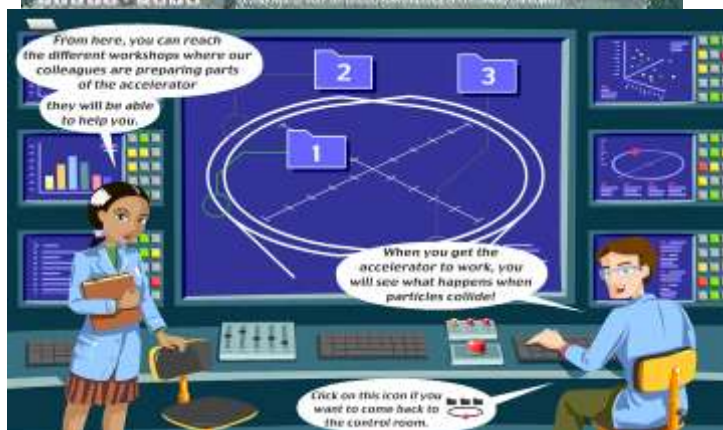 From here, you can reach
the different workshops where our
colleagues are preparing parts
of the accelerator
they will be able
to help you.
2
3
1
When you get the
accelerator to work, you
will see what happens when
particles collide!
Click on this icon if you
want to come back to
the control room.